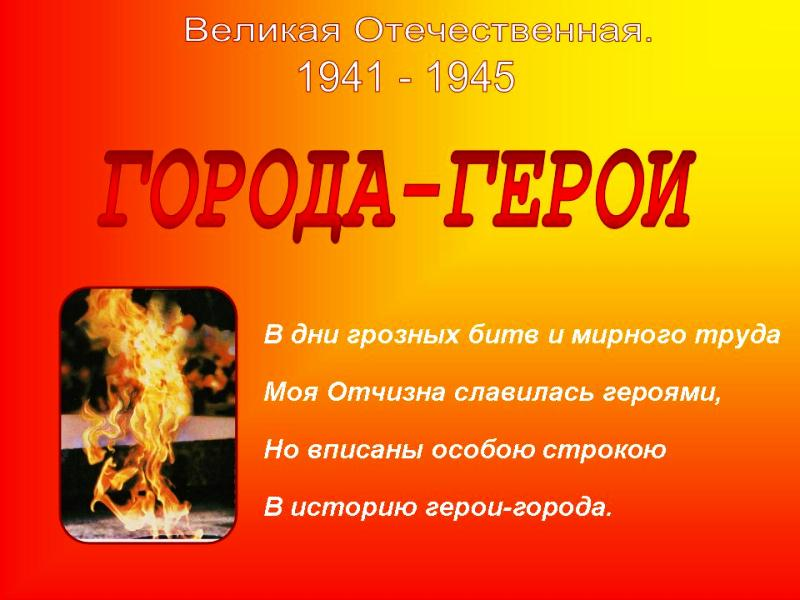 Великая Отечественная.
1941 - 1945
ГОРОДА-ГЕРОИ
В дни грозных битв и мирного труда
Моя Отчизна славилась героями,
Но вписаны особою строкою
В историю герои-города.